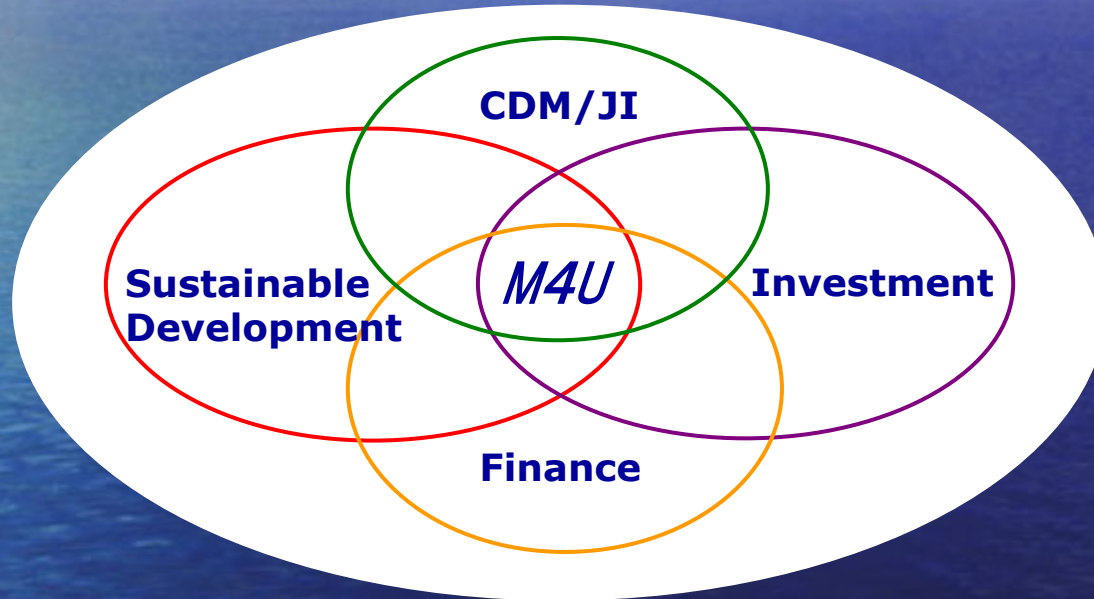 CDM/JI
Sustainable
Development
M4U
Investment
Finance